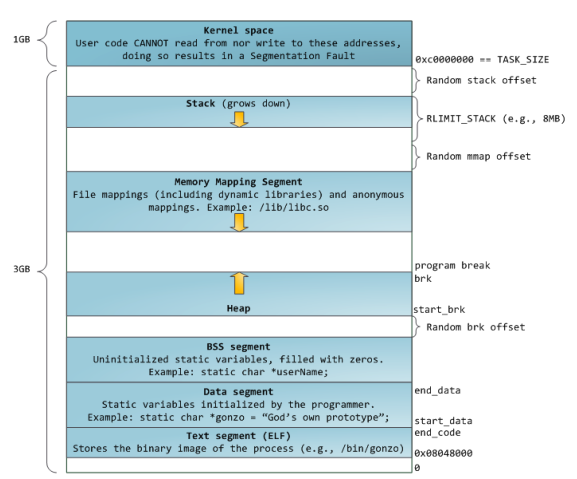 Kernel space
1GB
User code CANNOT read from nor write to these addresses,
doing so results in a Segmentation Fault
0xc0000000 == TASK_SIZE
Random stack offset
Stack (grows down)
RLIMIT_STACK (e.g., 8MB)
Random mmap offset
Memory Mapping Segment
File mappings (including dynamic libraries) and anonymous
mappings. Example: /lib/libc.so
3GB
program break
brk
Heap
start_brk
Random brk offset
BSS segment
Uninitialized static variables, filled with zeros.
Example: static char *userName;
Data segment
end_data
Static variables initialized by the programmer.
Example: static char *gonzo = “God’s own prototype”;
start_data
end_code
Text segment (ELF)
Stores the binary image of the process (e.g., /bin/gonzo)
0x08048000
0